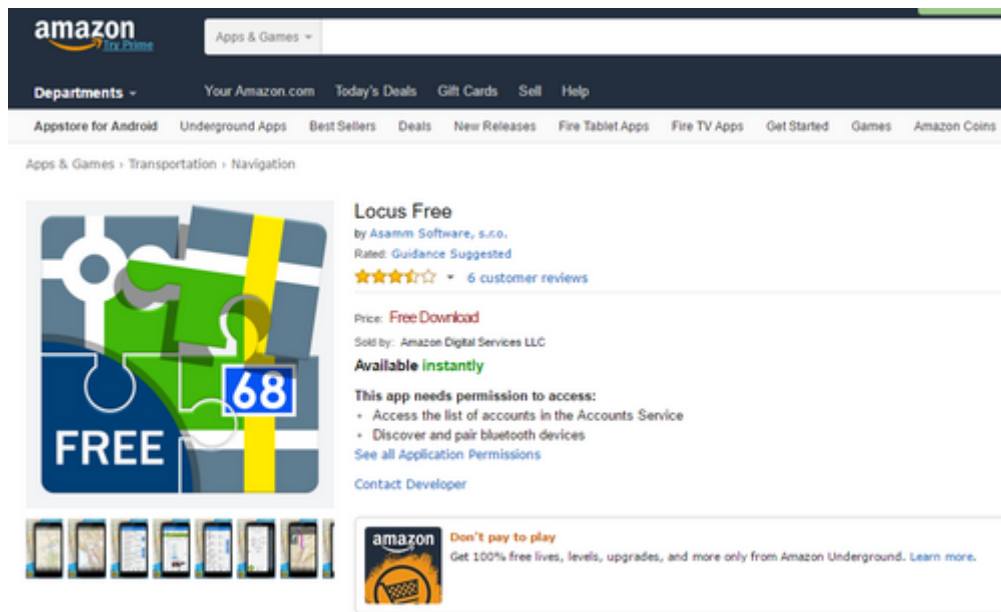 amazon
Try Prime
Apps & Games
Departments
Your Amazon.com Today's Deals Gift Cards Sell Help
Appstore for Android Underground Apps Best Sellers Deals New Releases Fire Tablet Apps Fire TV Apps Get Started Games Amazon Coins
Apps & Games › Transportation › Navigation
Locus Free
by Asamm Software, s.r.o.
Rated: Guidance Suggested
6 customer reviews
Price: Free Download
Sold by: Amazon Digital Services LLC
Available instantly
This app needs permission to access:
• Access the list of accounts in the Accounts Service
• Discover and pair bluetooth devices
See all Application Permissions
Contact Developer
68
FREE
amazon
Don't pay to play
Get 100% free lives, levels, upgrades, and more only from Amazon Underground. Learn more.